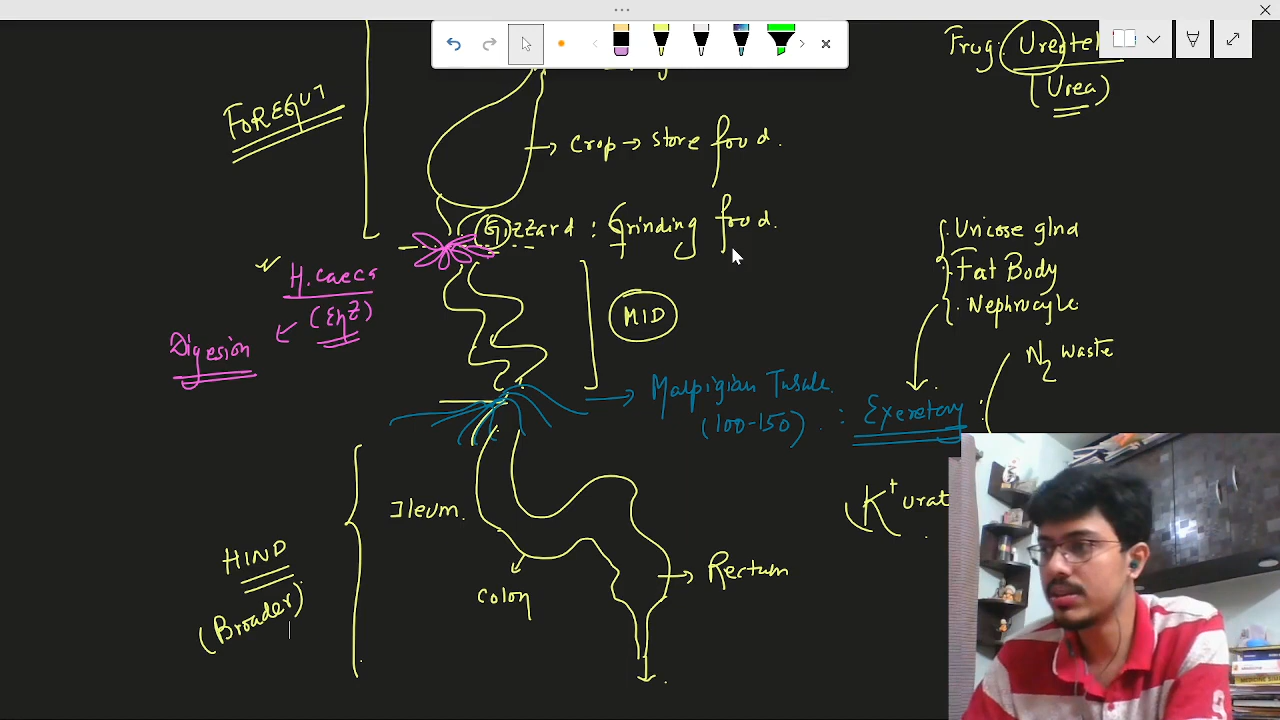 Frog: Ureotel
(Urea)
FOREGUT
Crop → store food.
Gizzard : Grinding food.
Uricose glnd
Fat Body
Nephrocyte
H.caeca
(EnZ)
Digesion
MID
N2 waste
Malpigian Tubule.
(100-150) : Excretory :
K+ urat
Ileum.
HIND
(Broader)
colon
Rectum